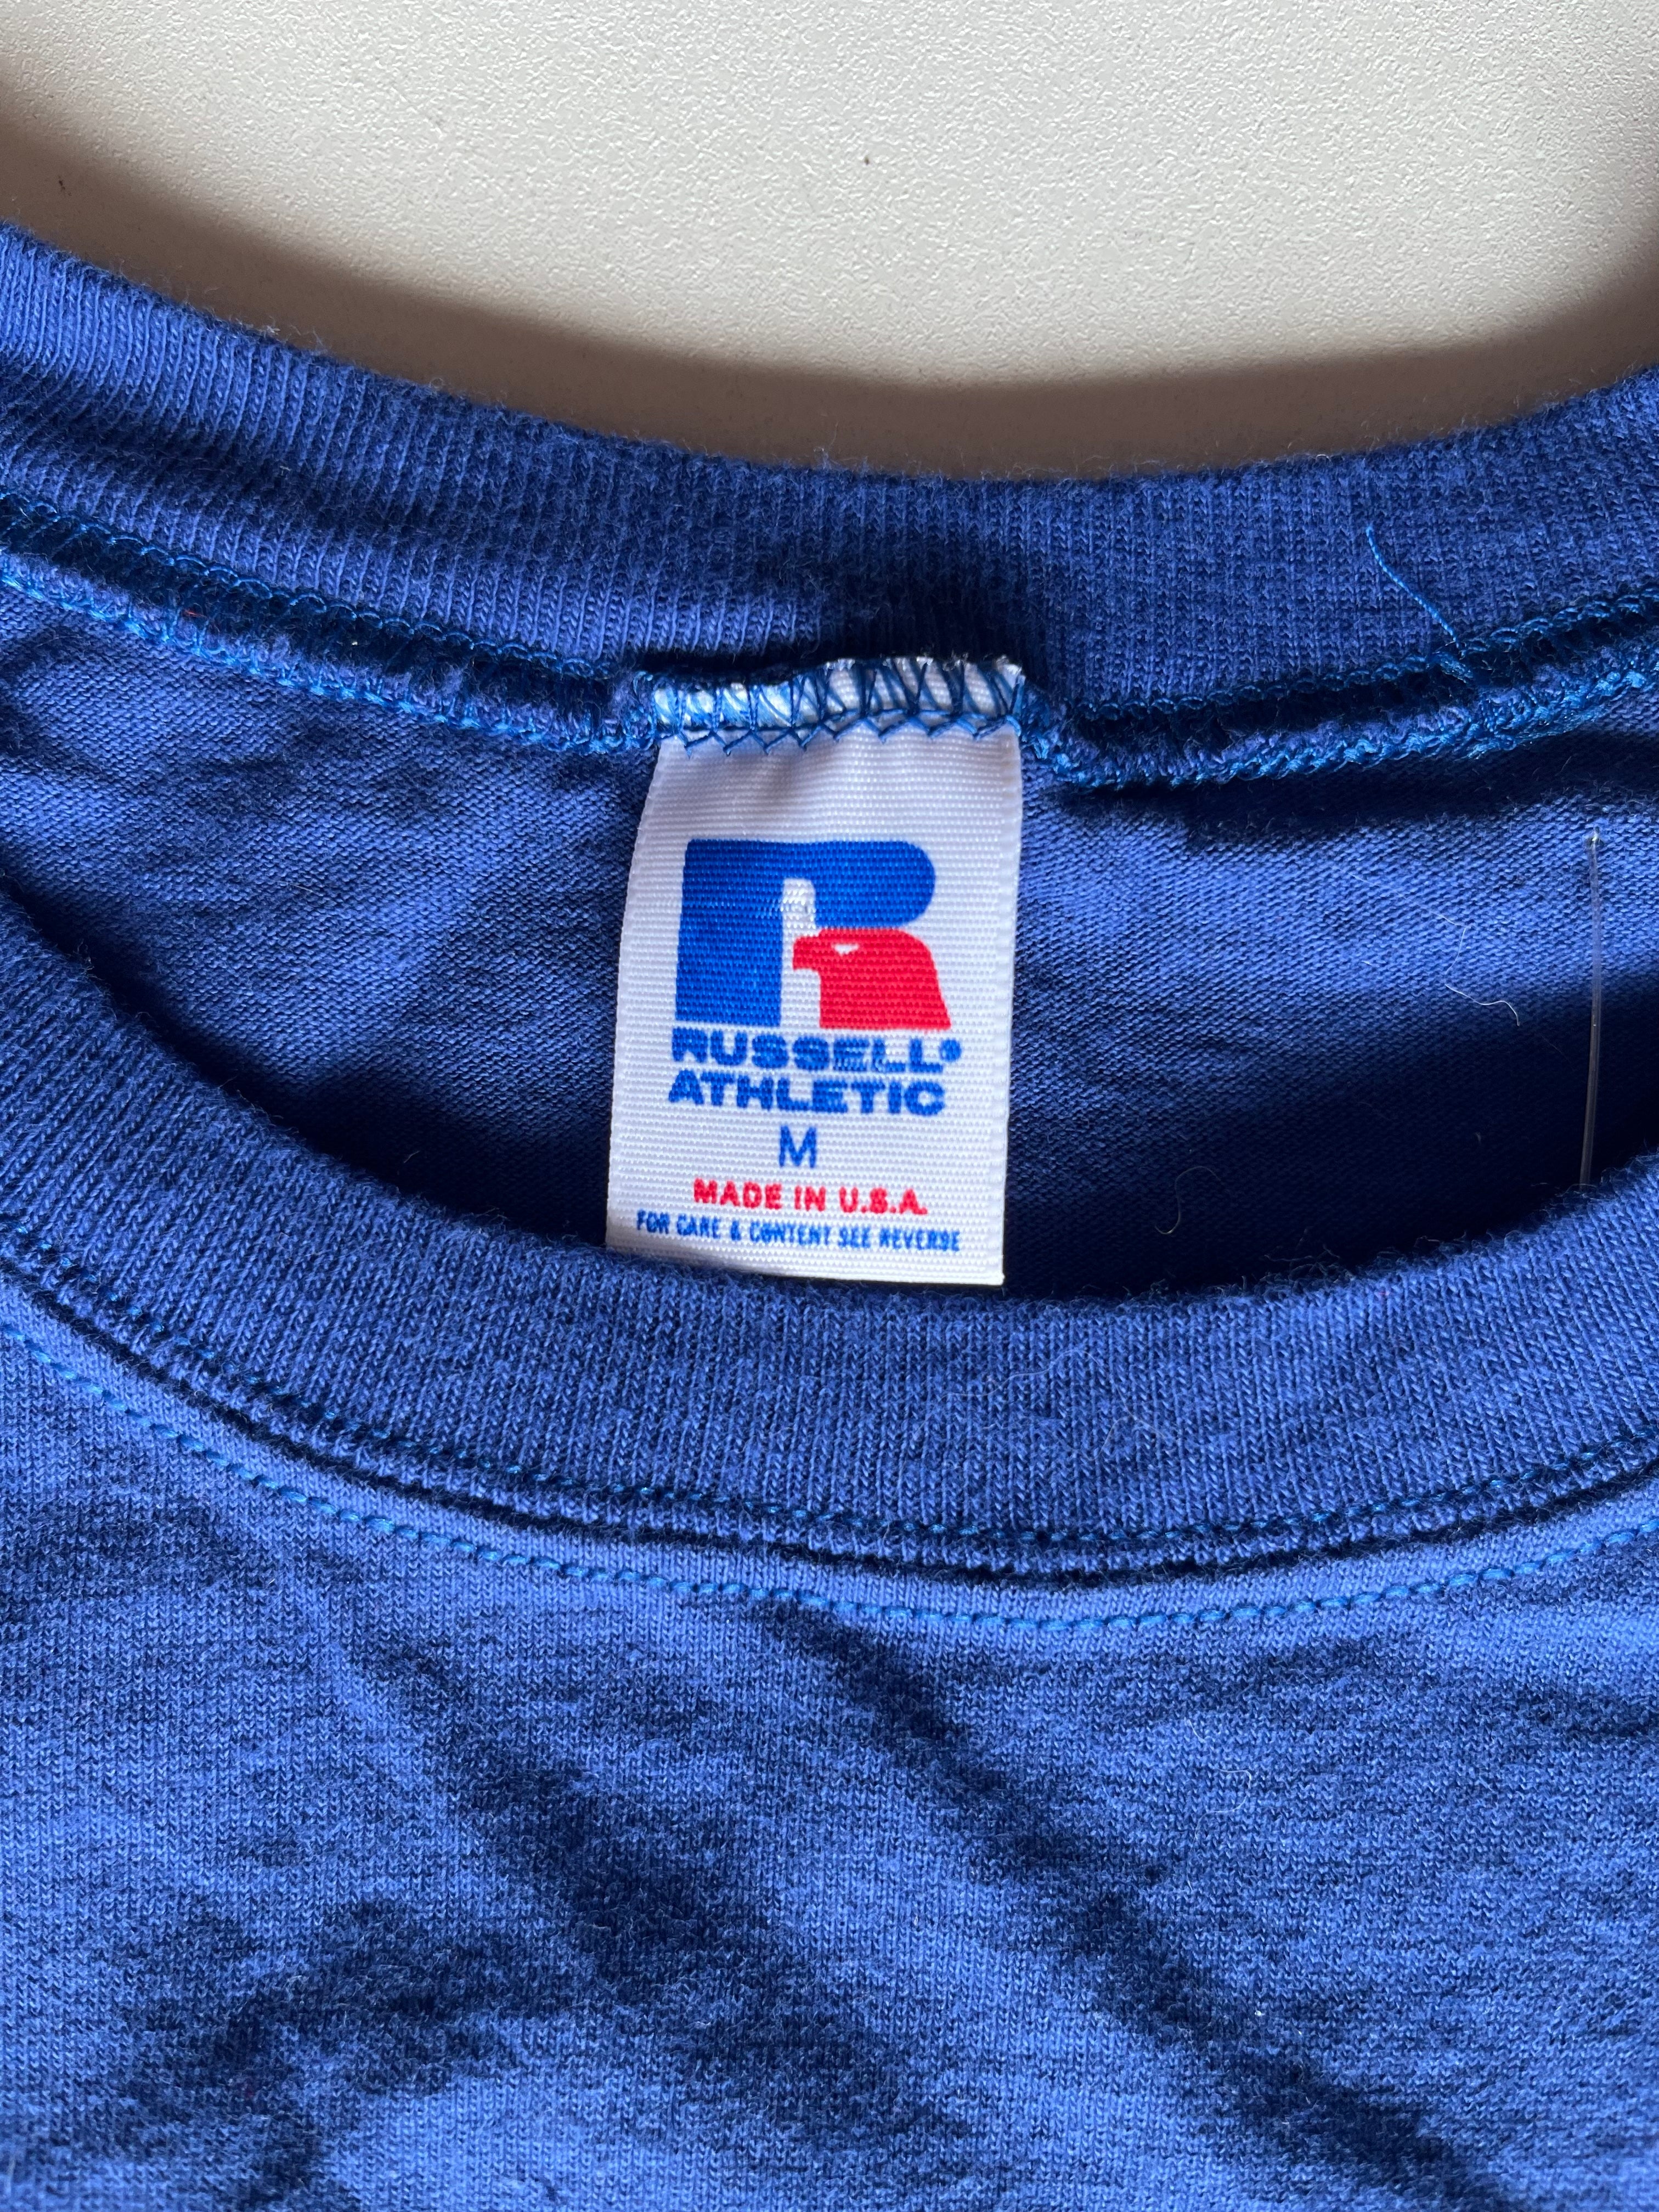 R
RUSSELL®
ATHLETIC
M
MADE IN U.S.A.
FOR CARE & CONTENT SEE REVERSE